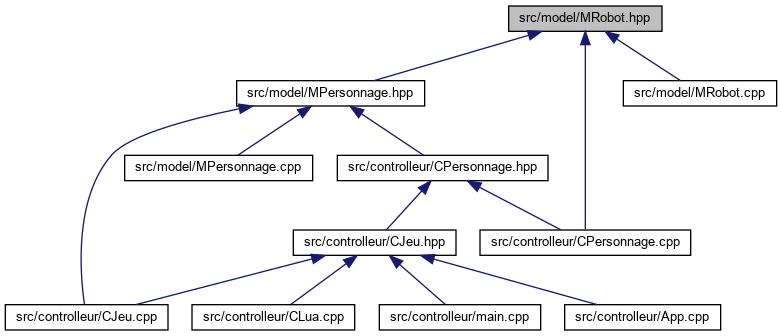 src/model/MRobot.hpp
src/model/MPersonnage.hpp
src/model/MRobot.cpp
src/model/MPersonnage.cpp
src/controlleur/CPersonnage.hpp
src/controlleur/CJeu.hpp
src/controlleur/CPersonnage.cpp
src/controlleur/CJeu.cpp
src/controlleur/CLua.cpp
src/controlleur/main.cpp
src/controlleur/App.cpp